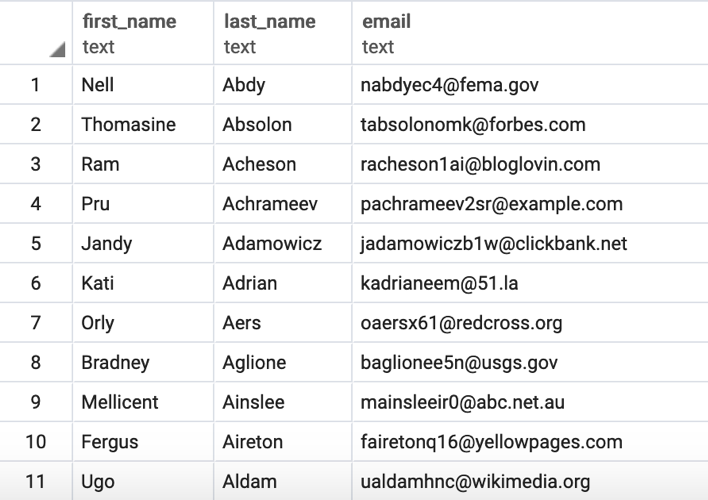 first_name last_name email
text text text
1 Nell Abdy nabdyec4@fema.gov
2 Thomasine Absolon tabsolonomk@forbes.com
3 Ram Acheson racheson1ai@bloglovin.com
4 Pru Achrameev pachrameev2sr@example.com
5 Jandy Adamowicz jadamowiczb1w@clickbank.net
6 Kati Adrian kadrianeem@51.la
7 Orly Aers oaersx61@redcross.org
8 Bradney Aglione baglionee5n@usgs.gov
9 Mellicent Ainslee mainsleeir0@abc.net.au
10 Fergus Aireton fairetonq16@yellowpages.com
11 Ugo Aldam ualdamhnc@wikimedia.org